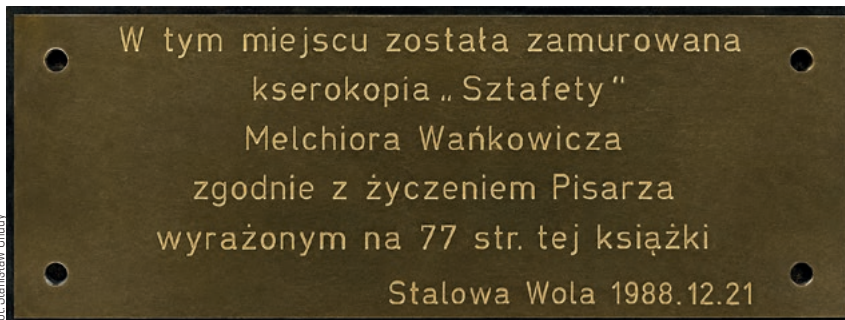 W tym miejscu została zamurowana
kserokopia „Sztafety"
Melchiora Wańkowicza
zgodnie z życzeniem Pisarza
wyrażonym na 77 str. tej książki
Stalowa Wola 1988.12.21